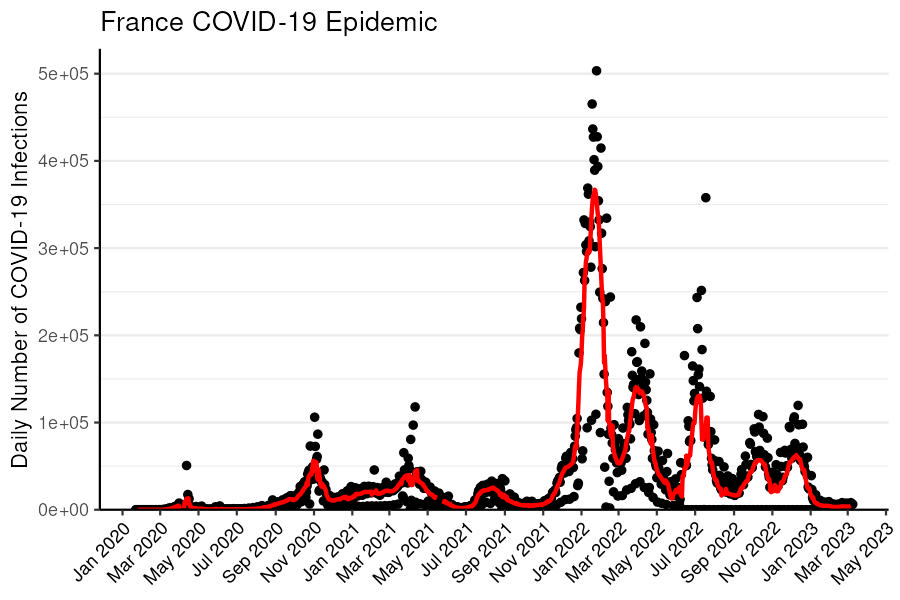 France COVID-19 Epidemic
Daily Number of COVID-19 Infections
5e+05
4e+05
3e+05
2e+05
1e+05
0e+00
Jan 2020
Mar 2020
May 2020
Jul 2020
Sep 2020
Nov 2020
Jan 2021
Mar 2021
May 2021
Jul 2021
Sep 2021
Nov 2021
Jan 2022
Mar 2022
May 2022
Jul 2022
Sep 2022
Nov 2022
Jan 2023
Mar 2023
May 2023